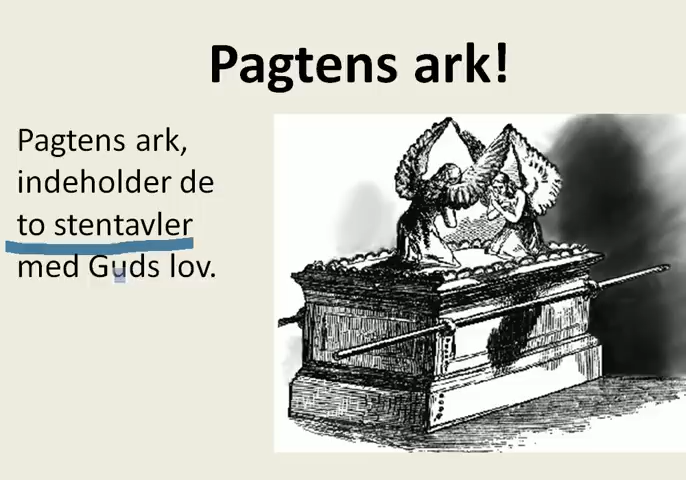 Pagtens ark!
Pagtens ark,
indeholder de
to stentavler
med Guds lov.